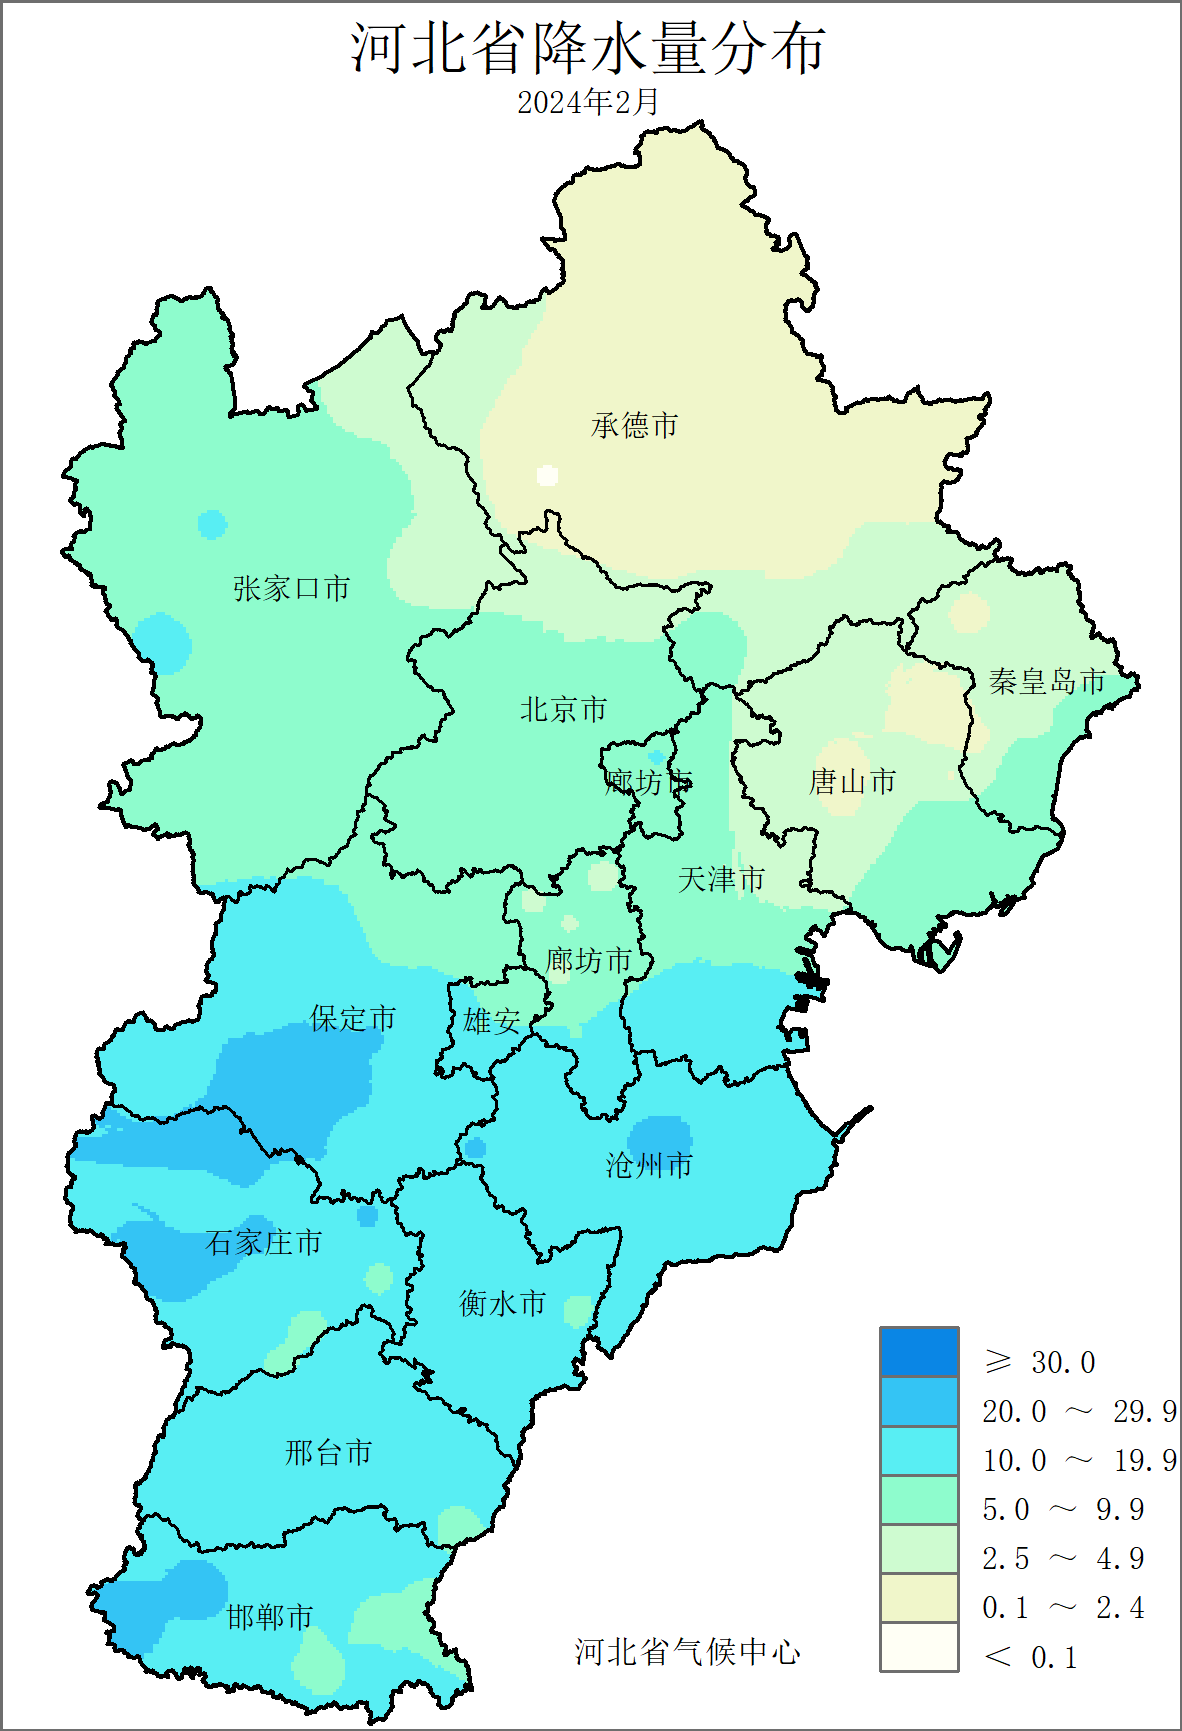 河北省降水量分布
2024年2月
承德市
张家口市
秦皇岛市
北京市
廊坊市
唐山市
天津市
廊坊市
保定市
雄安
沧州市
石家庄市
衡水市
邢台市
邯郸市
≥ 30.0
20.0 ～ 29.9
10.0 ～ 19.9
5.0 ～ 9.9
2.5 ～ 4.9
0.1 ～ 2.4
＜ 0.1
河北省气候中心